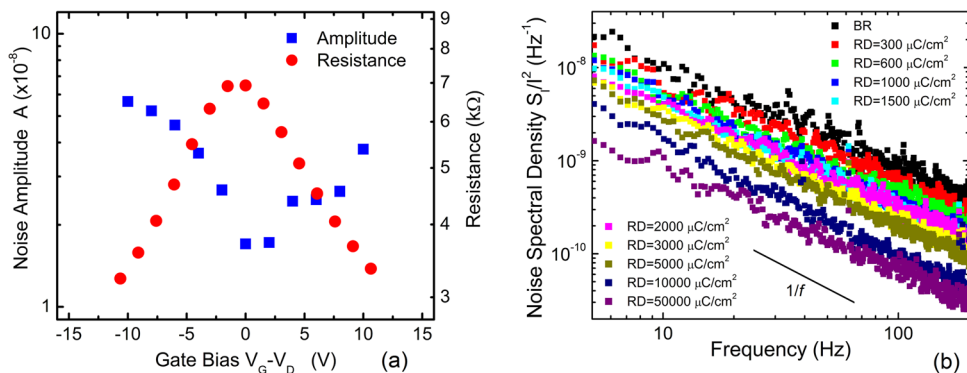 Noise Amplitude A (x10⁻⁸)
10
1
Amplitude
Resistance
9
8
7
6
5
4
3
Resistance (kΩ)
-15 -10 -5 0 5 10 15
Gate Bias V_G-V_D (V)
(a)
Noise Spectral Density S_I/I² (Hz⁻¹)
10⁻⁸
10⁻⁹
10⁻¹⁰
BR
RD=300 μC/cm²
RD=600 μC/cm²
RD=1000 μC/cm²
RD=1500 μC/cm²
RD=2000 μC/cm²
RD=3000 μC/cm²
RD=5000 μC/cm²
RD=10000 μC/cm²
RD=50000 μC/cm²
1/f
10 100
Frequency (Hz)
(b)